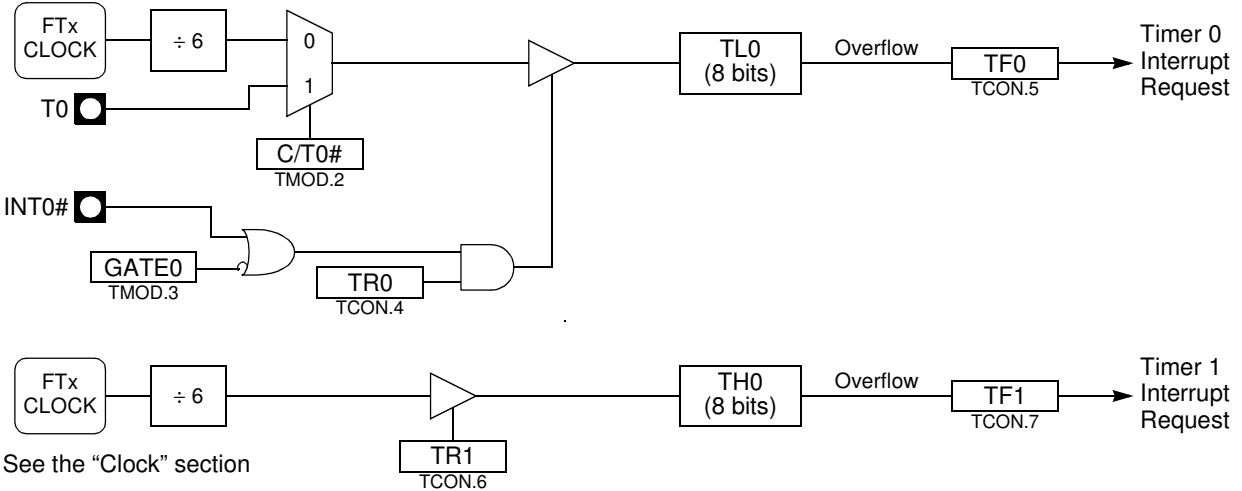 FTx
CLOCK
÷ 6
0
1
T0
C/T0#
TMOD.2
TL0
(8 bits)
Overflow
TF0
TCON.5
Timer 0
Interrupt
Request
INT0#
GATE0
TMOD.3
TR0
TCON.4
FTx
CLOCK
÷ 6
TR1
TCON.6
TH0
(8 bits)
Overflow
TF1
TCON.7
Timer 1
Interrupt
Request
See the “Clock” section